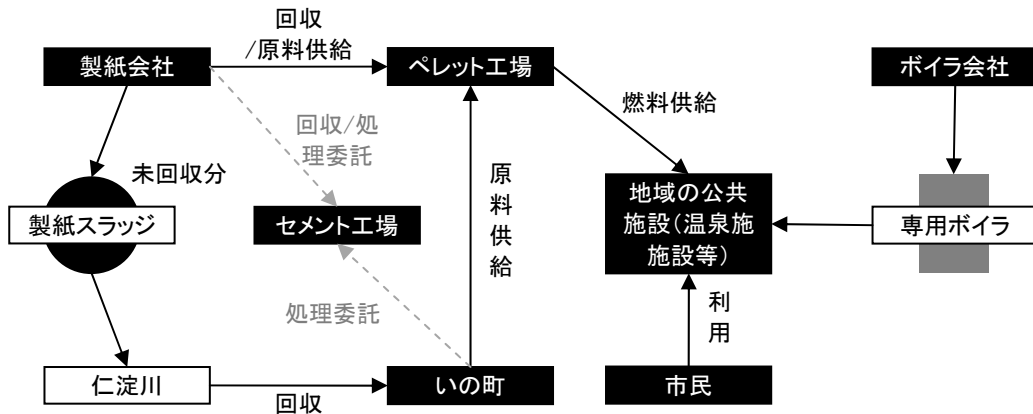 回収
/原料供給
製紙会社
ペレット工場
ボイラ会社
燃料供給
回収/処
理委託
未回収分
原
料
供
給
地域の公共
施設(温泉施
施設等)
製紙スラッジ
セメント工場
専用ボイラ
処理委託
利
用
仁淀川
回収
いの町
市民